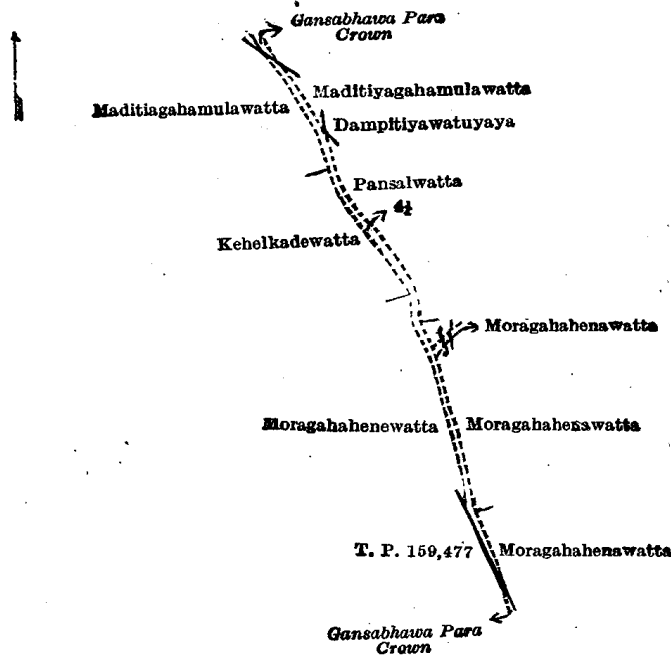 Gansabhawa Para
Crown
Maditiyagahamulawatta
Maditiagahamulawatta
Dampitiyawatuyaya
Pansalwatta
4½
Kehelkadewatta
Moragahahenawatta
Moragahahenewatta
Moragahahenawatta
T. P. 159,477
Moragahahenawatta
Gansabhawa Para
Crown